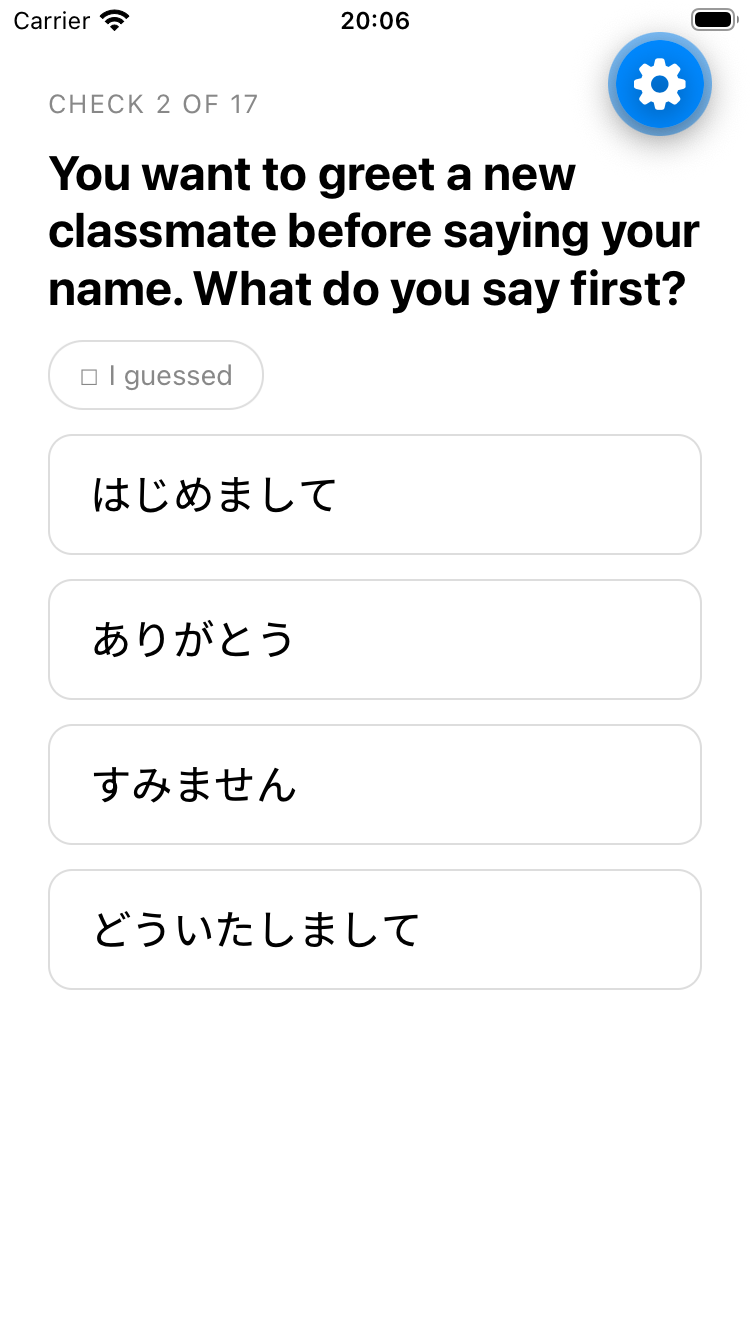 Carrier 20:06
CHECK 2 OF 17
You want to greet a new
classmate before saying your
name. What do you say first?
□ I guessed
はじめまして
ありがとう
すみません
どういたしまして